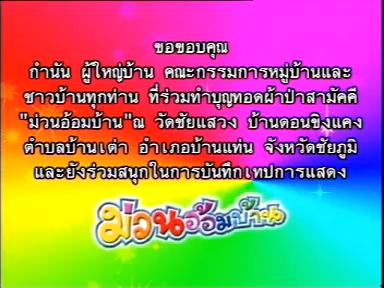 ขอขอบคุณ
กำนัน ผู้ใหญ่บ้าน คณะกรรมการหมู่บ้านและ
ชาวบ้านทุกท่าน ที่ร่วมทำบุญทอดผ้าป่าสามัคคี
"ม่วนอ้อมบ้าน"ณ วัดชัยแสวง บ้านดอนขิงแคง
ตำบลบ้านเต่า อำเภอบ้านแท่น จังหวัดชัยภูมิ
และยังร่วมสนุกในการบันทึกเทปการแสดง
ม่วนอ้อมบ้าน